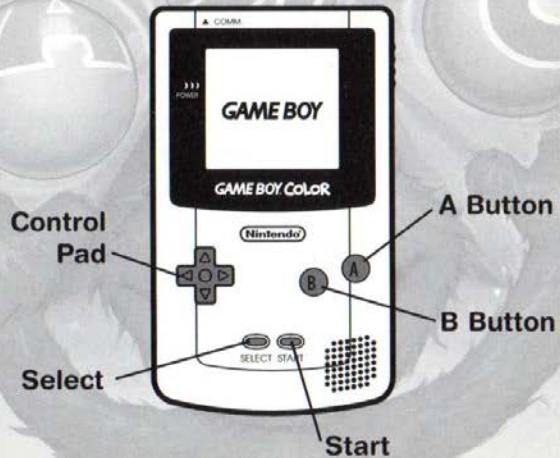 ▲ COMM.
POWER
GAME BOY
GAME BOY COLOR
Nintendo
Control
Pad
A Button
A
B
B Button
SELECT START
Select
Start